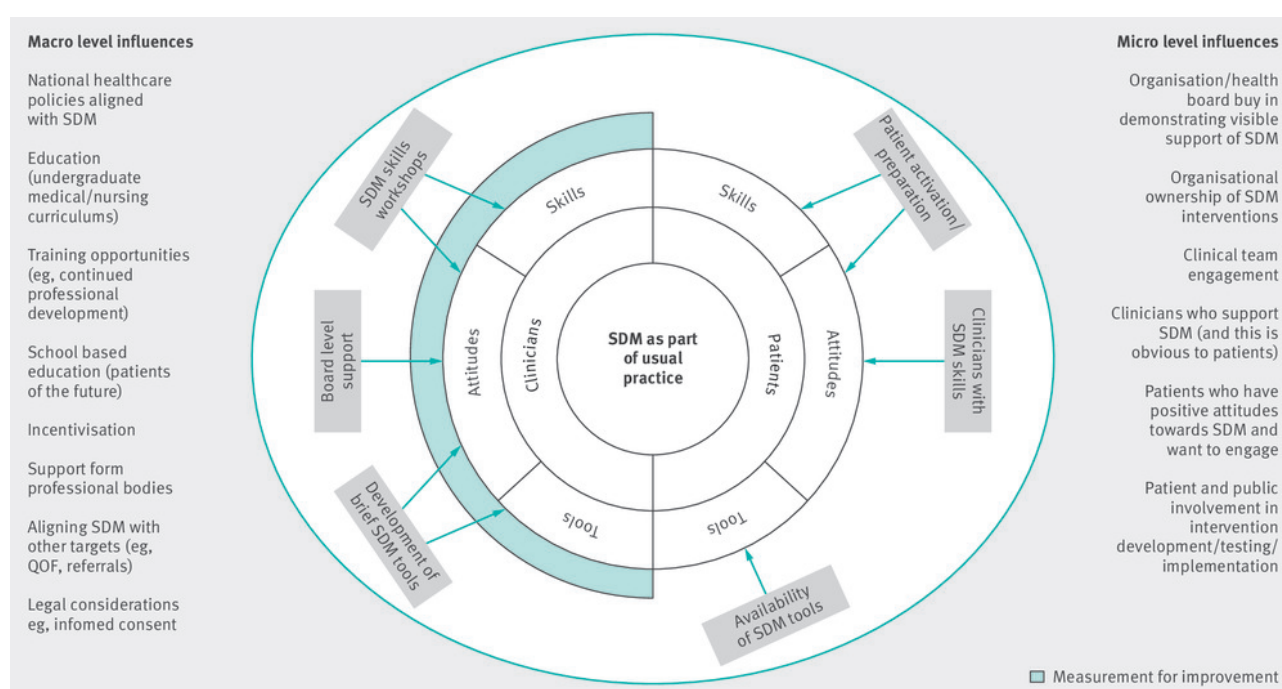 Macro level influences
National healthcare
policies aligned
with SDM
Education
(undergraduate
medical/nursing
curriculums)
Training opportunities
(eg, continued
professional
development)
School based
education (patients
of the future)
Incentivisation
Support form
professional bodies
Aligning SDM with
other targets (eg,
QOF, referrals)
Legal considerations
eg, infomed consent
SDM skills
workshops
Board level
support
Development of
brief SDM tools
Skills
Attitudes
Tools
Clinicians
SDM as part
of usual
practice
Patients
Skills
Attitudes
Tools
Patient activation/
preparation
Clinicians with
SDM skills
Availability
of SDM tools
Micro level influences
Organisation/health
board buy in
demonstrating visible
support of SDM
Organisational
ownership of SDM
interventions
Clinical team
engagement
Clinicians who support
SDM (and this is
obvious to patients)
Patients who have
positive attitudes
towards SDM and
want to engage
Patient and public
involvement in
intervention
development/testing/
implementation
Measurement for improvement